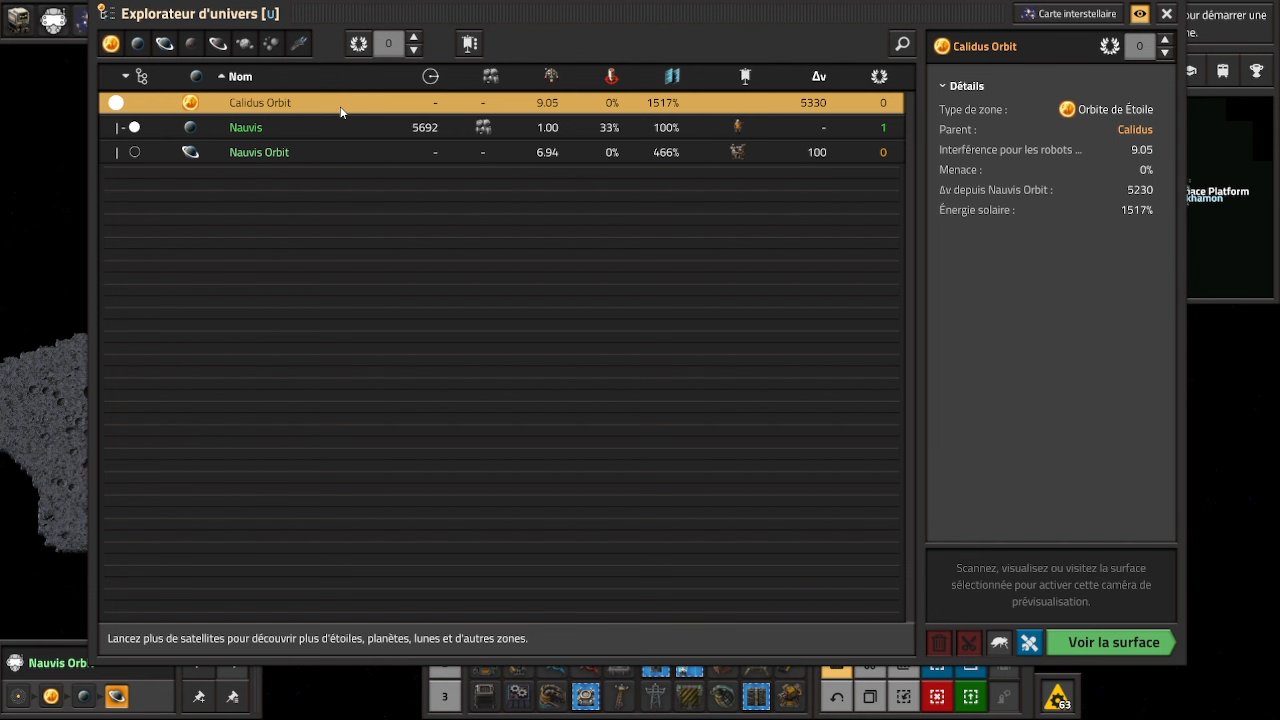 Explorateur d'univers [u]
Carte interstellaire
our démarrer une
ne.
0
Calidus Orbit
0
Nom
Δv
Calidus Orbit - - 9.05 0% 1517% 5330 0
|- Nauvis 5692 1.00 33% 100% - 1
| Nauvis Orbit - - 6.94 0% 466% 100 0
Détails
Type de zone : Orbite de Étoile
Parent : Calidus
Interférence pour les robots ... 9.05
Menace : 0%
Δv depuis Nauvis Orbit : 5230
Énergie solaire : 1517%
ace Platform
khamon
Scannez, visualisez ou visitez la surface
sélectionnée pour activer cette caméra de
prévisualisation.
Lancez plus de satellites pour découvrir plus d'étoiles, planètes, lunes et d'autres zones.
Voir la surface
Nauvis Orb
3
63